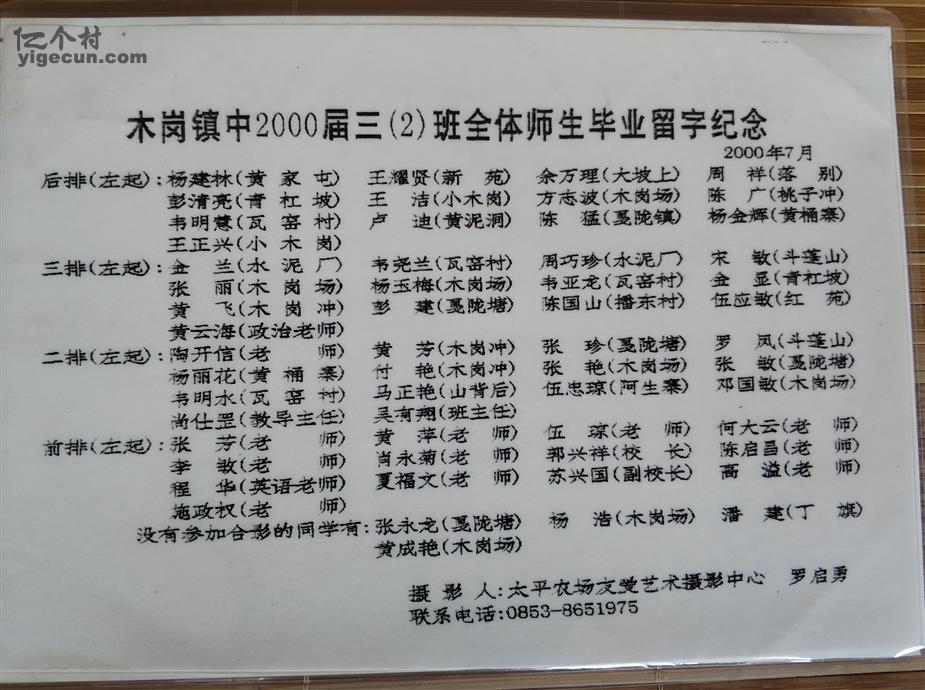 亿个村
yigecun.com
木岗镇中2000届三(2)班全体师生毕业留字纪念
2000年7月
后排(左起):杨建林(黄家屯) 王耀贤(新苑) 余万理(大坡上) 周祥(落别)
彭清亮(青杠坡) 王洁(小木岗) 方志波(木岗场) 陈广(桃子冲)
韦明慧(瓦窑村) 卢迪(黄泥洞) 陈猛(戛陇镇) 杨金辉(黄桶寨)
王正兴(小木岗)
三排(左起):金兰(水泥厂) 韦尧兰(瓦窑村) 周巧珍(水泥厂) 宋敏(斗蓬山)
张丽(木岗场) 杨玉梅(木岗场) 韦亚龙(瓦窑村) 金显(青杠坡)
黄飞(木岗冲) 彭建(戛陇塘) 陈国山(播东村) 伍应敏(红苑)
黄云海(政治老师)
二排(左起):陶开信(老师) 黄芳(木岗冲) 张珍(戛陇塘) 罗凤(斗蓬山)
杨丽花(黄桶寨) 付艳(木岗冲) 张艳(木岗场) 张敏(戛陇塘)
韦明水(瓦窑村) 马正艳(山背后) 伍忠琼(阿生寨) 邓国敏(木岗场)
尚仕罡(教导主任) 吴有翔(班主任)
前排(左起):张芳(老师) 黄萍(老师) 伍琼(老师) 何大云(老师)
李敏(老师) 肖永菊(老师) 郭兴祥(校长) 陈启昌(老师)
程华(英语老师) 夏福文(老师) 苏兴国(副校长) 高溢(老师)
施政权(老师)
没有参加合影的同学有:张永龙(戛陇塘) 杨浩(木岗场) 潘建(丁旗)
黄成艳(木岗场)
摄影人:太平农场友爱艺术摄影中心 罗启勇
联系电话:0853-8651975